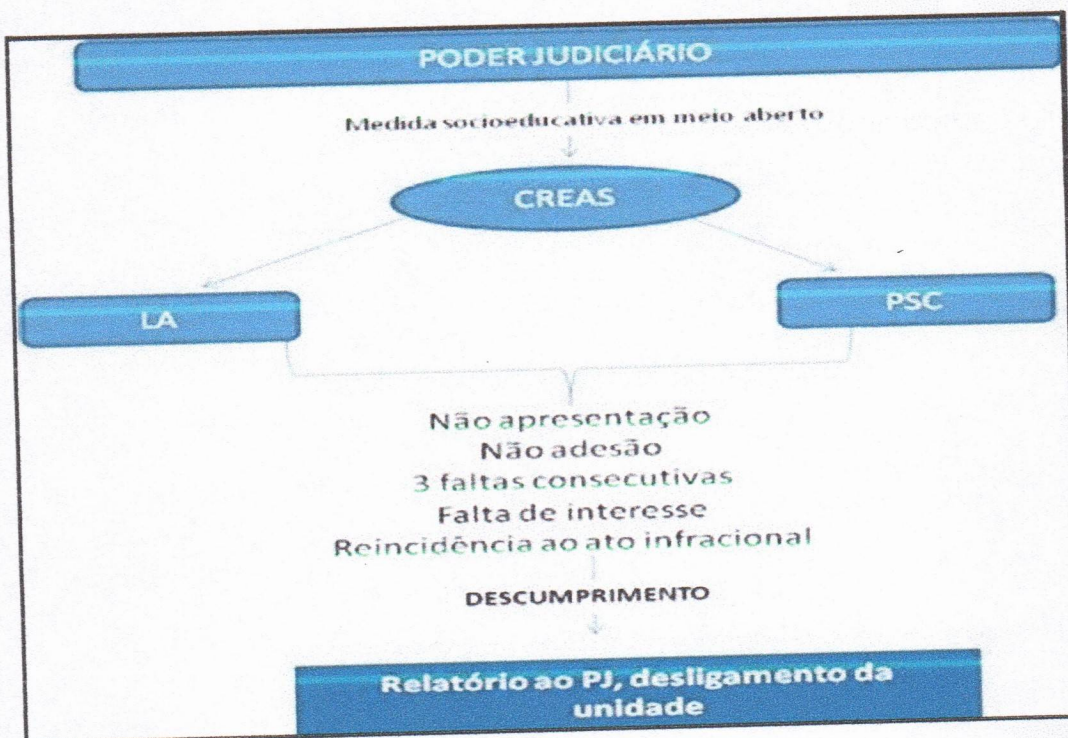 PODER JUDICIÁRIO
Medida socioeducativa em meio aberto
CREAS
LA
PSC
Não apresentação
Não adesão
3 faltas consecutivas
Falta de interesse
Reincidência ao ato infracional
DESCUMPRIMENTO
Relatório ao PJ, desligamento da
unidade